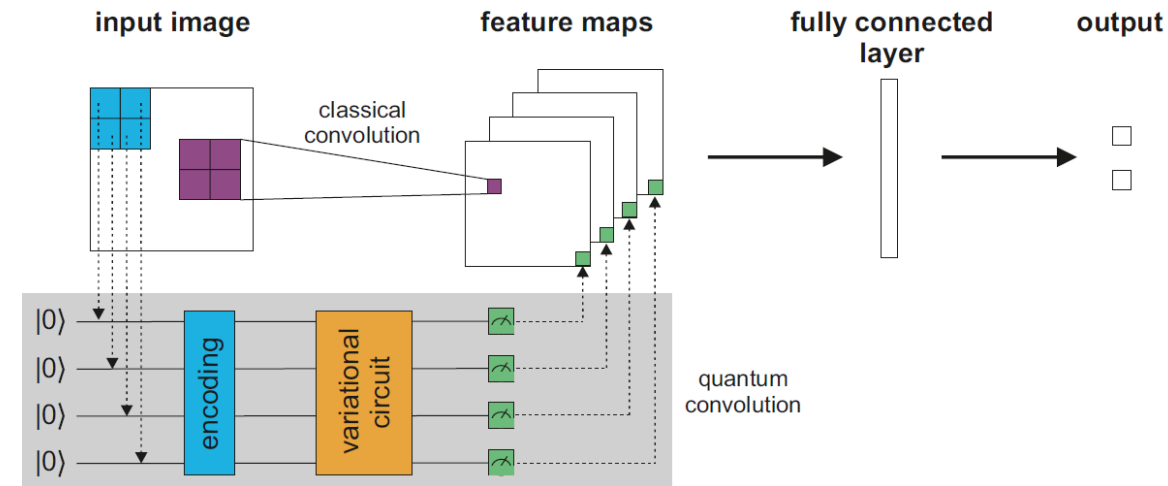 input image
feature maps
fully connected
layer
output
classical
convolution
|0⟩
|0⟩
|0⟩
|0⟩
encoding
variational
circuit
quantum
convolution